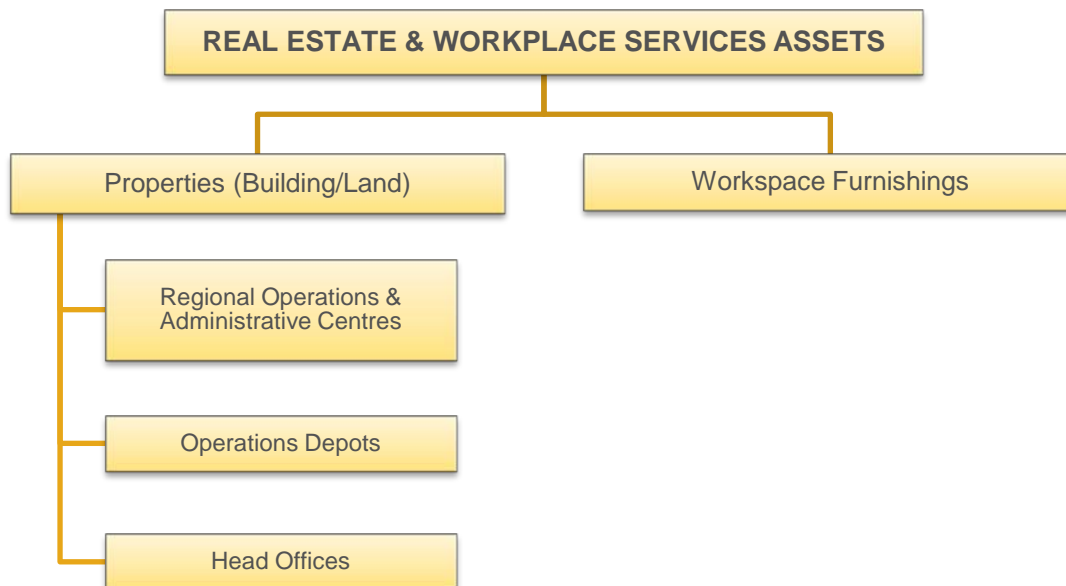 REAL ESTATE & WORKPLACE SERVICES ASSETS
Properties (Building/Land)
Workspace Furnishings
Regional Operations &
Administrative Centres
Operations Depots
Head Offices